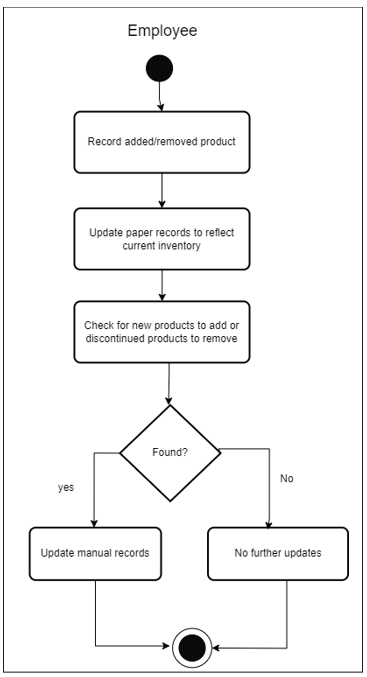 Employee
Record added/removed product
Update paper records to reflect
current inventory
Check for new products to add or
discontinued products to remove
Found?
yes
No
Update manual records
No further updates